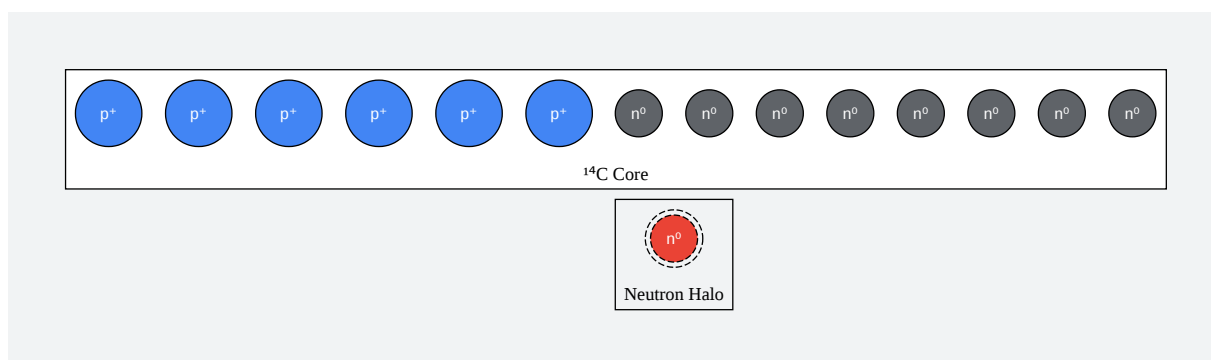 p⁺ p⁺ p⁺ p⁺ p⁺ p⁺ n⁰ n⁰ n⁰ n⁰ n⁰ n⁰ n⁰ n⁰
¹⁴C Core
n⁰
Neutron Halo